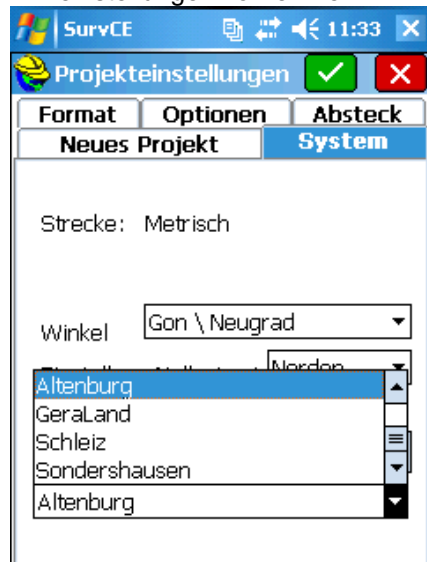 SurvCE 11:33
Projekteinstellungen
Format Optionen Absteck
Neues Projekt System
Strecke: Metrisch
Winkel Gon \ Neugrad
Norden
Altenburg
GeraLand
Schleiz
Sondershausen
Altenburg